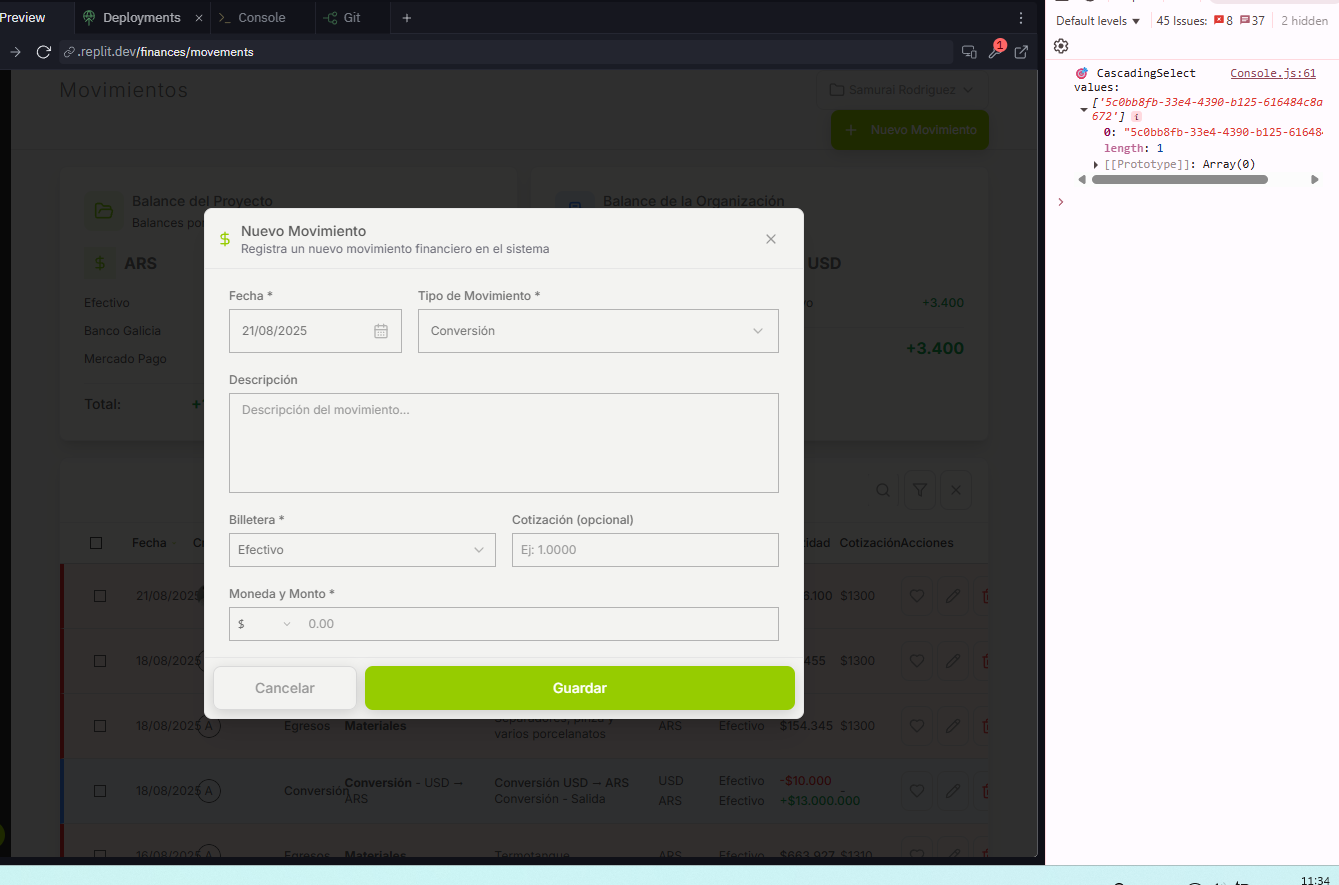 Preview
Deployments
Console
Git
.replit.dev/finances/movements
1
Movimientos
Samurai Rodriguez
+ Nuevo Movimiento
Balance del Proyecto
Balances por
$ ARS
Efectivo
Banco Galicia
Mercado Pago
Total:
Balance de la Organización
USD
+3.400
+3.400
$ Nuevo Movimiento
Registra un nuevo movimiento financiero en el sistema
Fecha *
Tipo de Movimiento *
21/08/2025
Conversión
Descripción
Descripción del movimiento...
Billetera *
Cotización (opcional)
Efectivo
Ej: 1.0000
Moneda y Monto *
$
0.00
Cancelar
Guardar
Fecha
Cotización
Acciones
21/08/2025
$1300
18/08/2025
$1300
18/08/2025 A Egresos Materiales
varios porcelanatos
ARS Efectivo $154.345 $1300
18/08/2025 A Conversión
Conversión - USD →
ARS
Conversión USD → ARS
Conversión - Salida
USD Efectivo -$10.000 -
ARS Efectivo +$13.000.000
16/08/2025 A Egresos Materiales Termotanque ARS Efectivo $663.927 $1310
Default levels ▼
45 Issues: 8 37
2 hidden
CascadingSelect
Console.js:61
values:
['5c0bb8fb-33e4-4390-b125-616484c8a
672'] i
0: "5c0bb8fb-33e4-4390-b125-61648
length: 1
[[Prototype]]: Array(0)
11:34